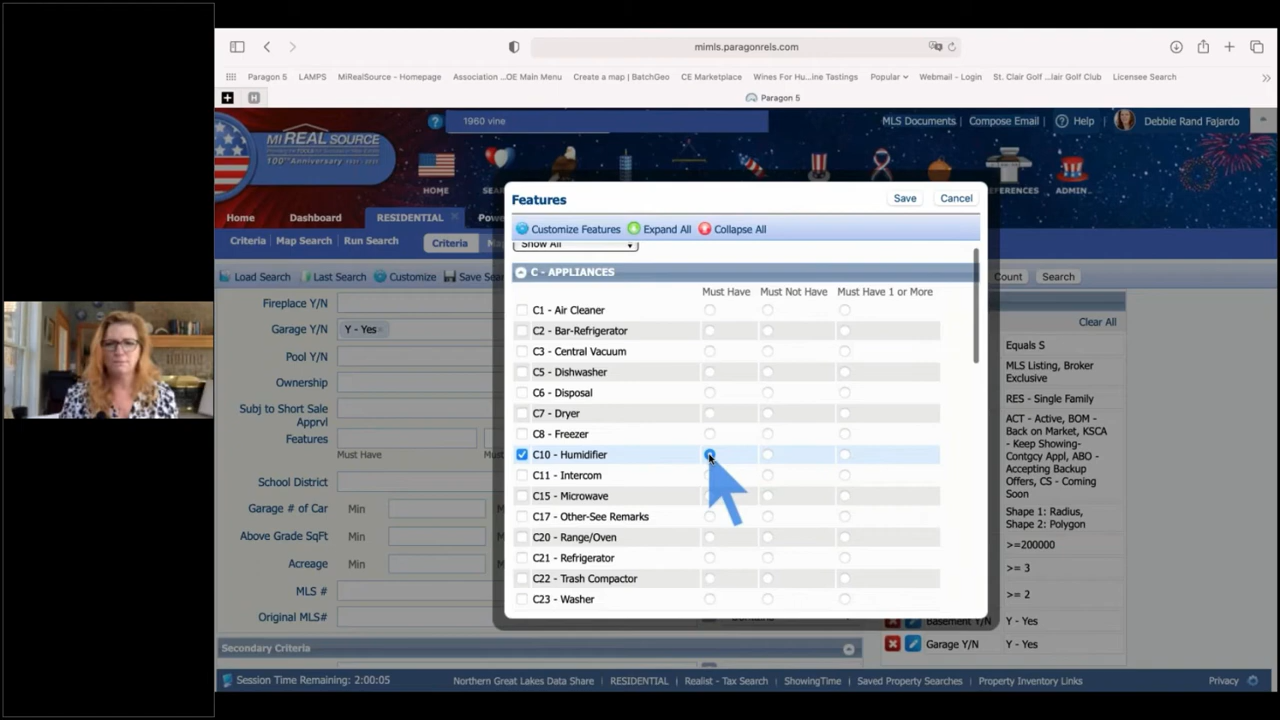 mimls.paragonrels.com
Paragon 5 LAMPS MiRealSource - Homepage Association ...OE Main Menu Create a map | BatchGeo CE Marketplace Wines For Hu...ine Tastings Popular Webmail - Login St. Clair Golf ...lair Golf Club Licensee Search
H Paragon 5
1960 vine MLS Documents Compose Email Help Debbie Rand Fajardo
MI REAL SOURCE
100th Anniversary
HOME SEA ERENCES ADMIN
Home Dashboard RESIDENTIAL Pow
Criteria Map Search Run Search Criteria
Load Search Last Search Customize Save Sea Count Search
Features Save Cancel
Customize Features Expand All Collapse All
Show All
C - APPLIANCES
Must Have Must Not Have Must Have 1 or More
C1 - Air Cleaner
C2 - Bar-Refrigerator
C3 - Central Vacuum
C5 - Dishwasher
C6 - Disposal
C7 - Dryer
C8 - Freezer
C10 - Humidifier
C11 - Intercom
C15 - Microwave
C17 - Other-See Remarks
C20 - Range/Oven
C21 - Refrigerator
C22 - Trash Compactor
C23 - Washer
Fireplace Y/N
Garage Y/N Y - Yes
Pool Y/N
Ownership
Subj to Short Sale
Apprvl
Features
Must Have
School District
Garage # of Car Min
Above Grade SqFt Min
Acreage Min
MLS #
Original MLS#
Secondary Criteria
Clear All
Equals S
MLS Listing, Broker
Exclusive
RES - Single Family
ACT - Active, BOM -
Back on Market, KSCA
- Keep Showing-
Contgcy Appl, ABO -
Accepting Backup
Offers, CS - Coming
Soon
Shape 1: Radius,
Shape 2: Polygon
>=200000
>= 3
>= 2
Basement Y/N Y - Yes
Garage Y/N Y - Yes
Session Time Remaining: 2:00:05 Northern Great Lakes Data Share RESIDENTIAL Realist - Tax Search ShowingTime Saved Property Searches Property Inventory Links Privacy